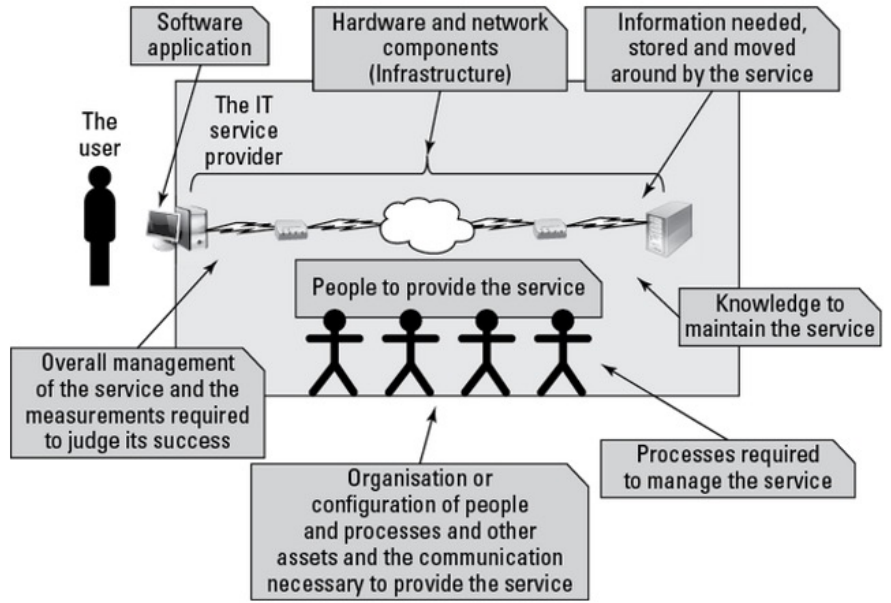 Software
application
Hardware and network
components
(Infrastructure)
Information needed,
stored and moved
around by the service
The
user
The IT
service
provider
People to provide the service
Knowledge to
maintain the service
Overall management
of the service and the
measurements required
to judge its success
Processes required
to manage the service
Organisation or
configuration of people
and processes and other
assets and the communication
necessary to provide the service